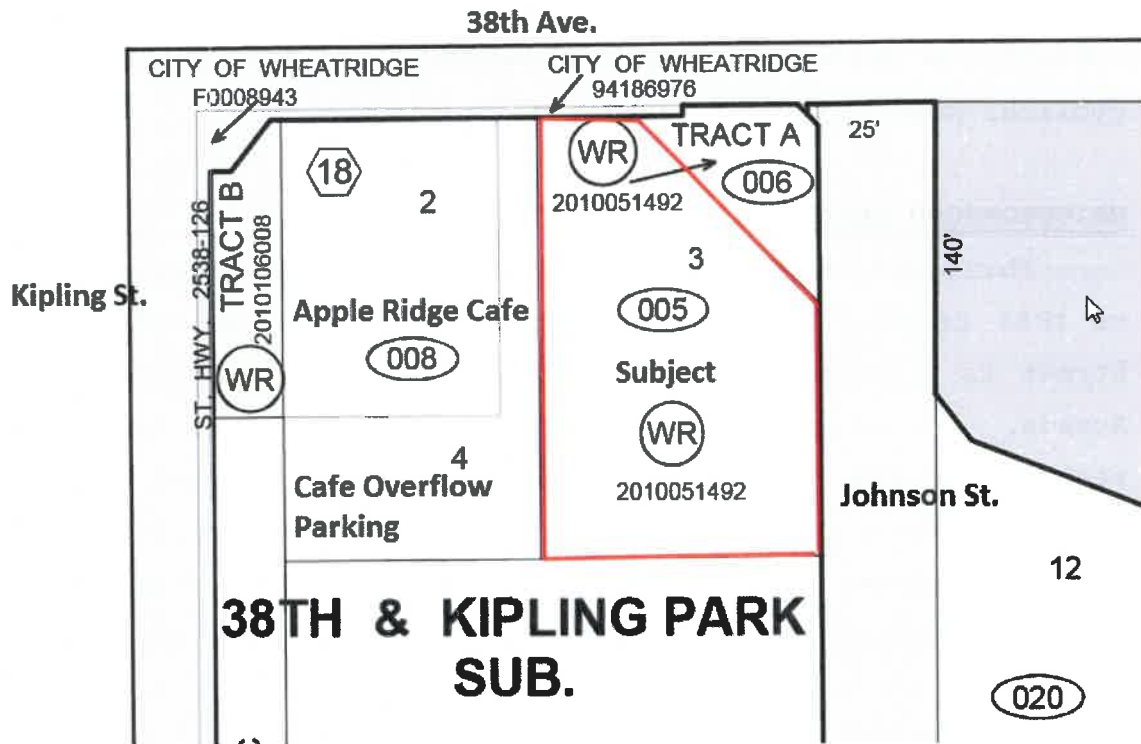 38th Ave.
CITY OF WHEATRIDGE
F0008943
CITY OF WHEATRIDGE
94186976
18
2
WR
TRACT A
006
2010051492
25'
140'
ST. HWY. 2538-126
TRACT B
2010106008
WR
Kipling St.
Apple Ridge Cafe
008
3
005
Subject
WR
2010051492
4
Cafe Overflow
Parking
Johnson St.
12
38TH & KIPLING PARK
SUB.
020